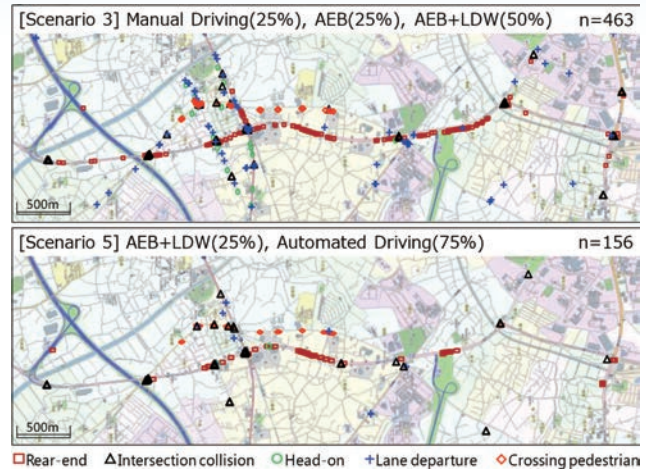 [Scenario 3] Manual Driving(25%), AEB(25%), AEB+LDW(50%) n=463
500m
[Scenario 5] AEB+LDW(25%), Automated Driving(75%) n=156
500m
Rear-end Intersection collision Head-on Lane departure Crossing pedestrian